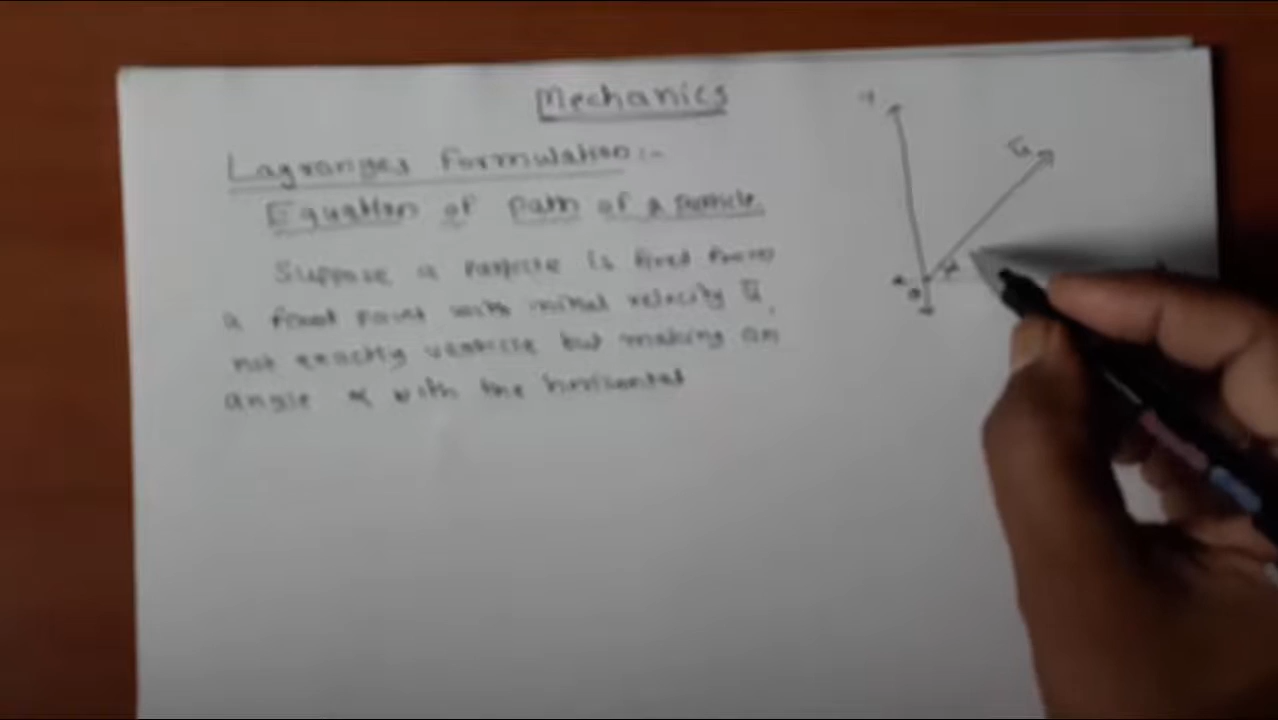 Mechanics
Lagranges Formulation:-
Equation of path of a particle.
Suppose a particle is fired from
a fixed point with initial velocity ū,
not exactly verticle but making an
angle α with the horizontal
Y
ū
α
O